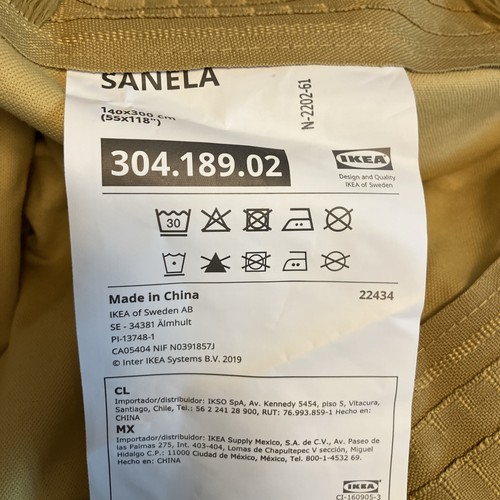 SANELA
140x300 cm
(55x118")
N-2202-61
304.189.02
IKEA
Design and Quality
IKEA of Sweden
30
Made in China
22434
IKEA of Sweden AB
SE - 34381 Älmhult
PI-13748-1
CA05404 NIF N0391857J
© Inter IKEA Systems B.V. 2019
CL
Importador/distribuidor: IKSO SpA, Av. Kennedy 5454, piso 5, Vitacura,
Santiago, Chile, Tel.: 56 2 241 28 900, RUT: 76.993.859-1 Hecho en:
CHINA
MX
Importador/distribuidor: IKEA Supply Mexico, S.A. de C.V., Av. Paseo de
las Palmas 275, Int. 403-404, Lomas de Chapultepec V sección, Miguel
Hidalgo C.P.: 11000 Ciudad de México, México, Tel: 800-1-4532 69.
Hecho en: CHINA
IKEA
CI-160905-3